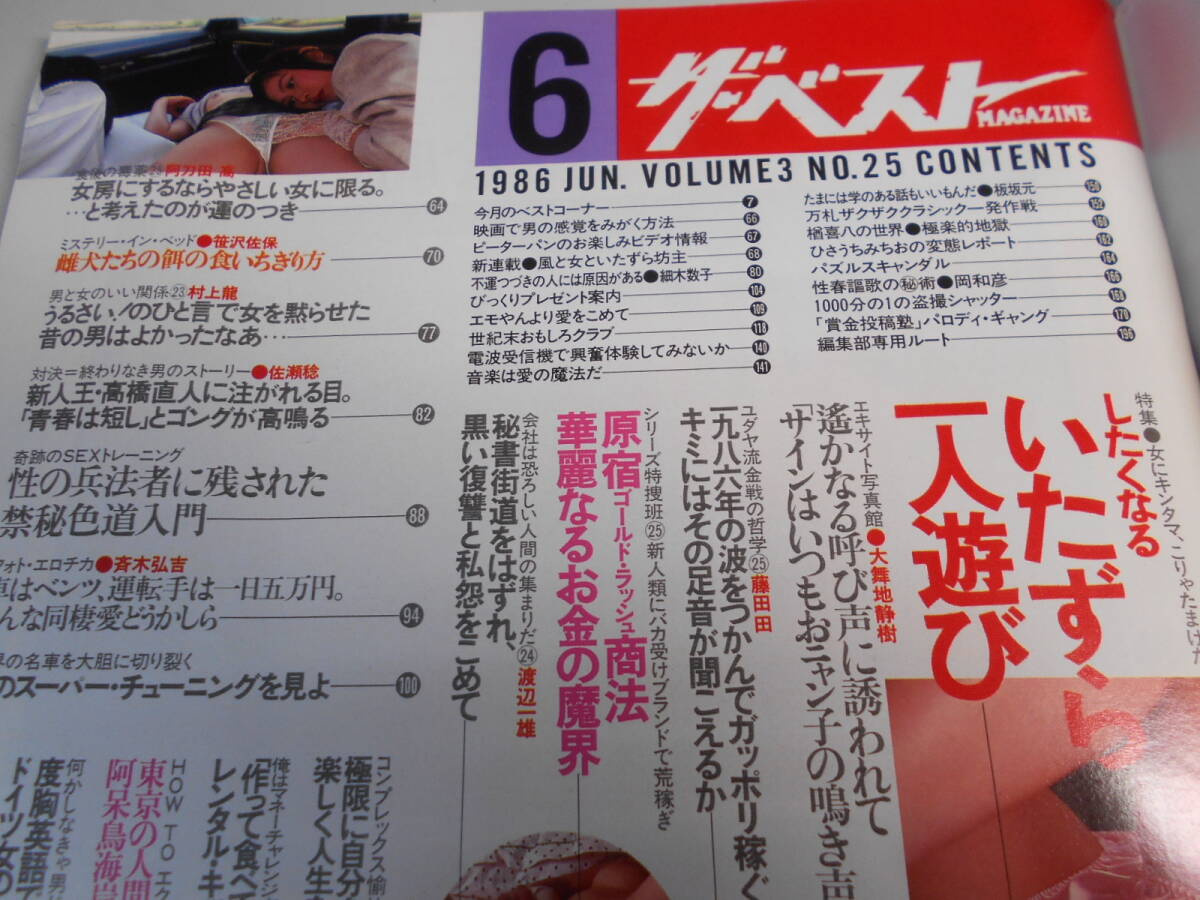 6
ザ・ベスト
MAGAZINE
1986 JUN. VOLUME3 NO.25 CONTENTS
阿刀田 高
女房にするならやさしい女に限る。
…と考えたのが運のつき 64
ミステリー・イン・ベッド●笹沢佐保
雌犬たちの餌の食いちぎり方 70
男と女のいい関係㉓村上龍
うるさい!のひと言で女を黙らせた
昔の男はよかったなあ… 77
対決＝終わりなき男のストーリー●佐瀬稔
新人王・高橋直人に注がれる目。
「青春は短し」とゴングが高鳴る 82
奇跡のSEXトレーニング
性の兵法者に残された
禁秘色道入門 88
フォト・エロチカ●斉木弘吉
車はベンツ、運転手は一日五万円。
んな同棲愛どうかしら 94
界の名車を大胆に切り裂く
のスーパー・チューニングを見よ 100
今月のベストコーナー 7
映画で男の感覚をみがく方法 66
ピーターパンのお楽しみビデオ情報 67
新連載●風と女といたずら坊主 68
不運つづきの人には原因がある●細木数子 80
びっくりプレゼント案内 104
エモやんより愛をこめて 109
世紀末おもしろクラブ 118
電波受信機で興奮体験してみないか 140
音楽は愛の魔法だ 141
たまには学のある話もいいもんだ●板坂元 150
万札ザクザククラシック一発作戦 152
楢喜八の世界●極楽的地獄 160
ひさうちみちおの変態レポート 162
パズルスキャンダル 164
性春謳歌の㊙術●岡和彦 166
1000分の1の盗撮シャッター 168
「賞金投稿塾」パロディ・ギャング 170
編集部専用ルート 196
特集●女にキンタマ、こりゃたまげた
したくなる
いたずら
一人遊び
エキサイト写真館●大舞地静樹
遙かなる呼び声に誘われて
「サインはいつもおニャン子の鳴き声
ユダヤ流金戦の哲学㉕藤田田
一九八六年の波をつかんでガッポリ稼ぐ
キミにはその足音が聞こえるか
シリーズ特捜班㉕新人類にバカ受けブランドで荒稼ぎ
原宿ゴールド・ラッシュ商法
華麗なるお金の魔界
会社は恐ろしい人間の集まりだ㉔渡辺一雄
秘書街道をはずれ、
黒い復讐と私怨をこめて
コンプレックス
極限に自分
楽しく人生
俺はマネーチャレンジ
「作って食べて
レンタル・キ
HOW TO エク
東京の人間
阿呆鳥海岸
何かしなきゃ男
度胸英語で
ドイツ女の